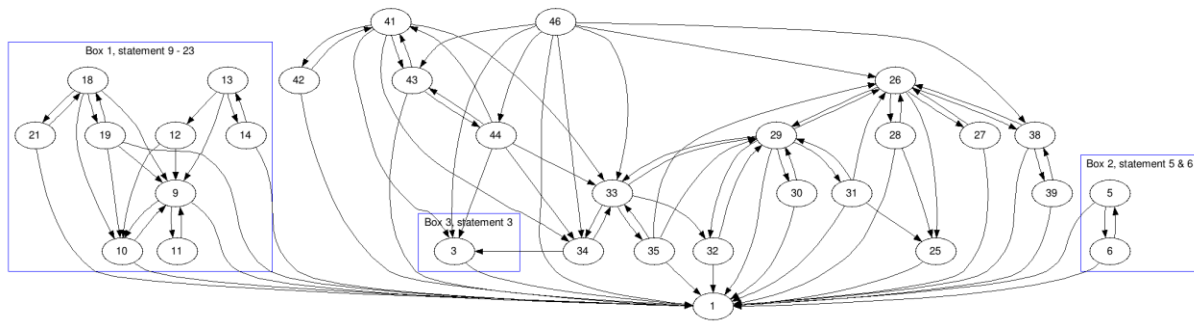 41 46
Box 1, statement 9 - 23
18 13 42 43 26
21 19 12 14 44 29 28 27 38
Box 2, statement 5 & 6
9 33 30 31 39 5
Box 3, statement 3
10 11 3 34 35 32 25 6
1